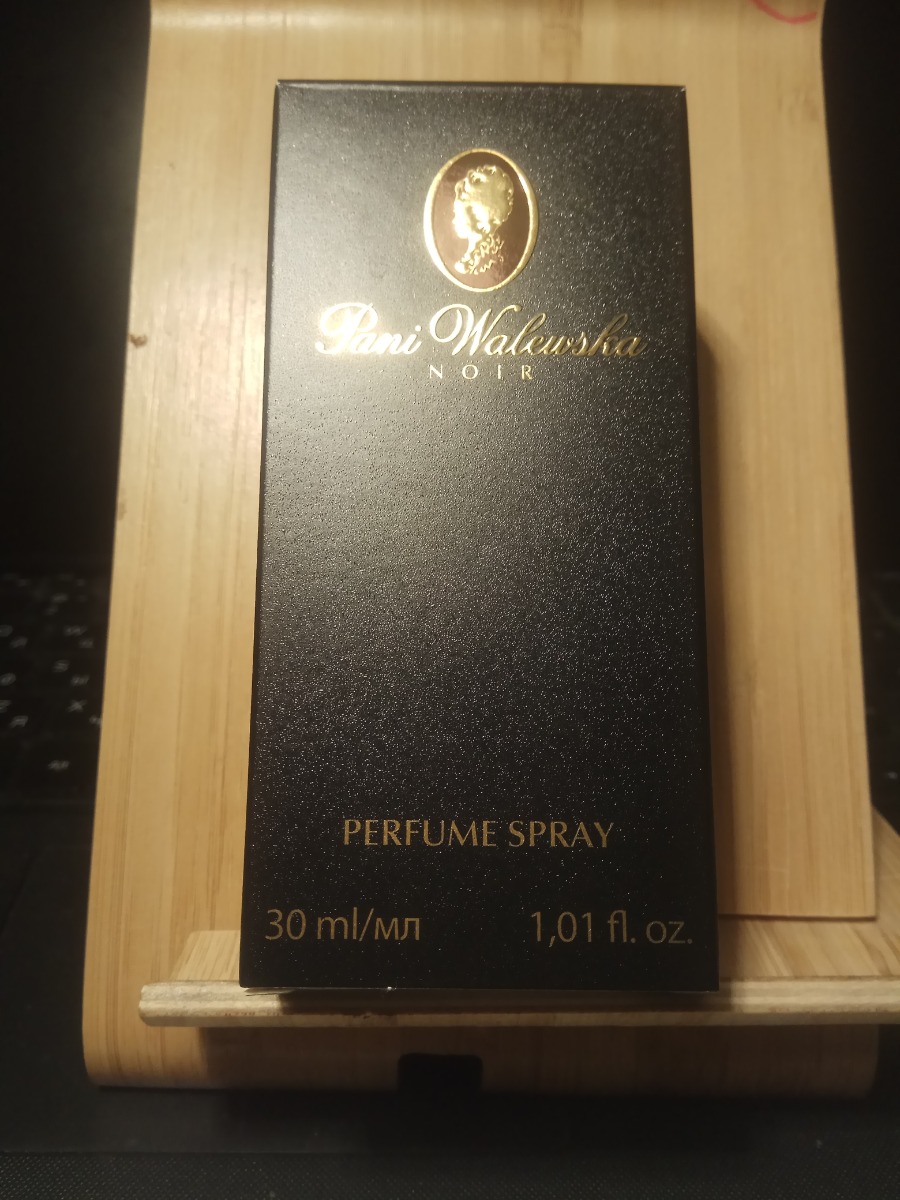 Pani Walewska
NOIR
PERFUME SPRAY
30 ml/мл 1,01 fl. oz.